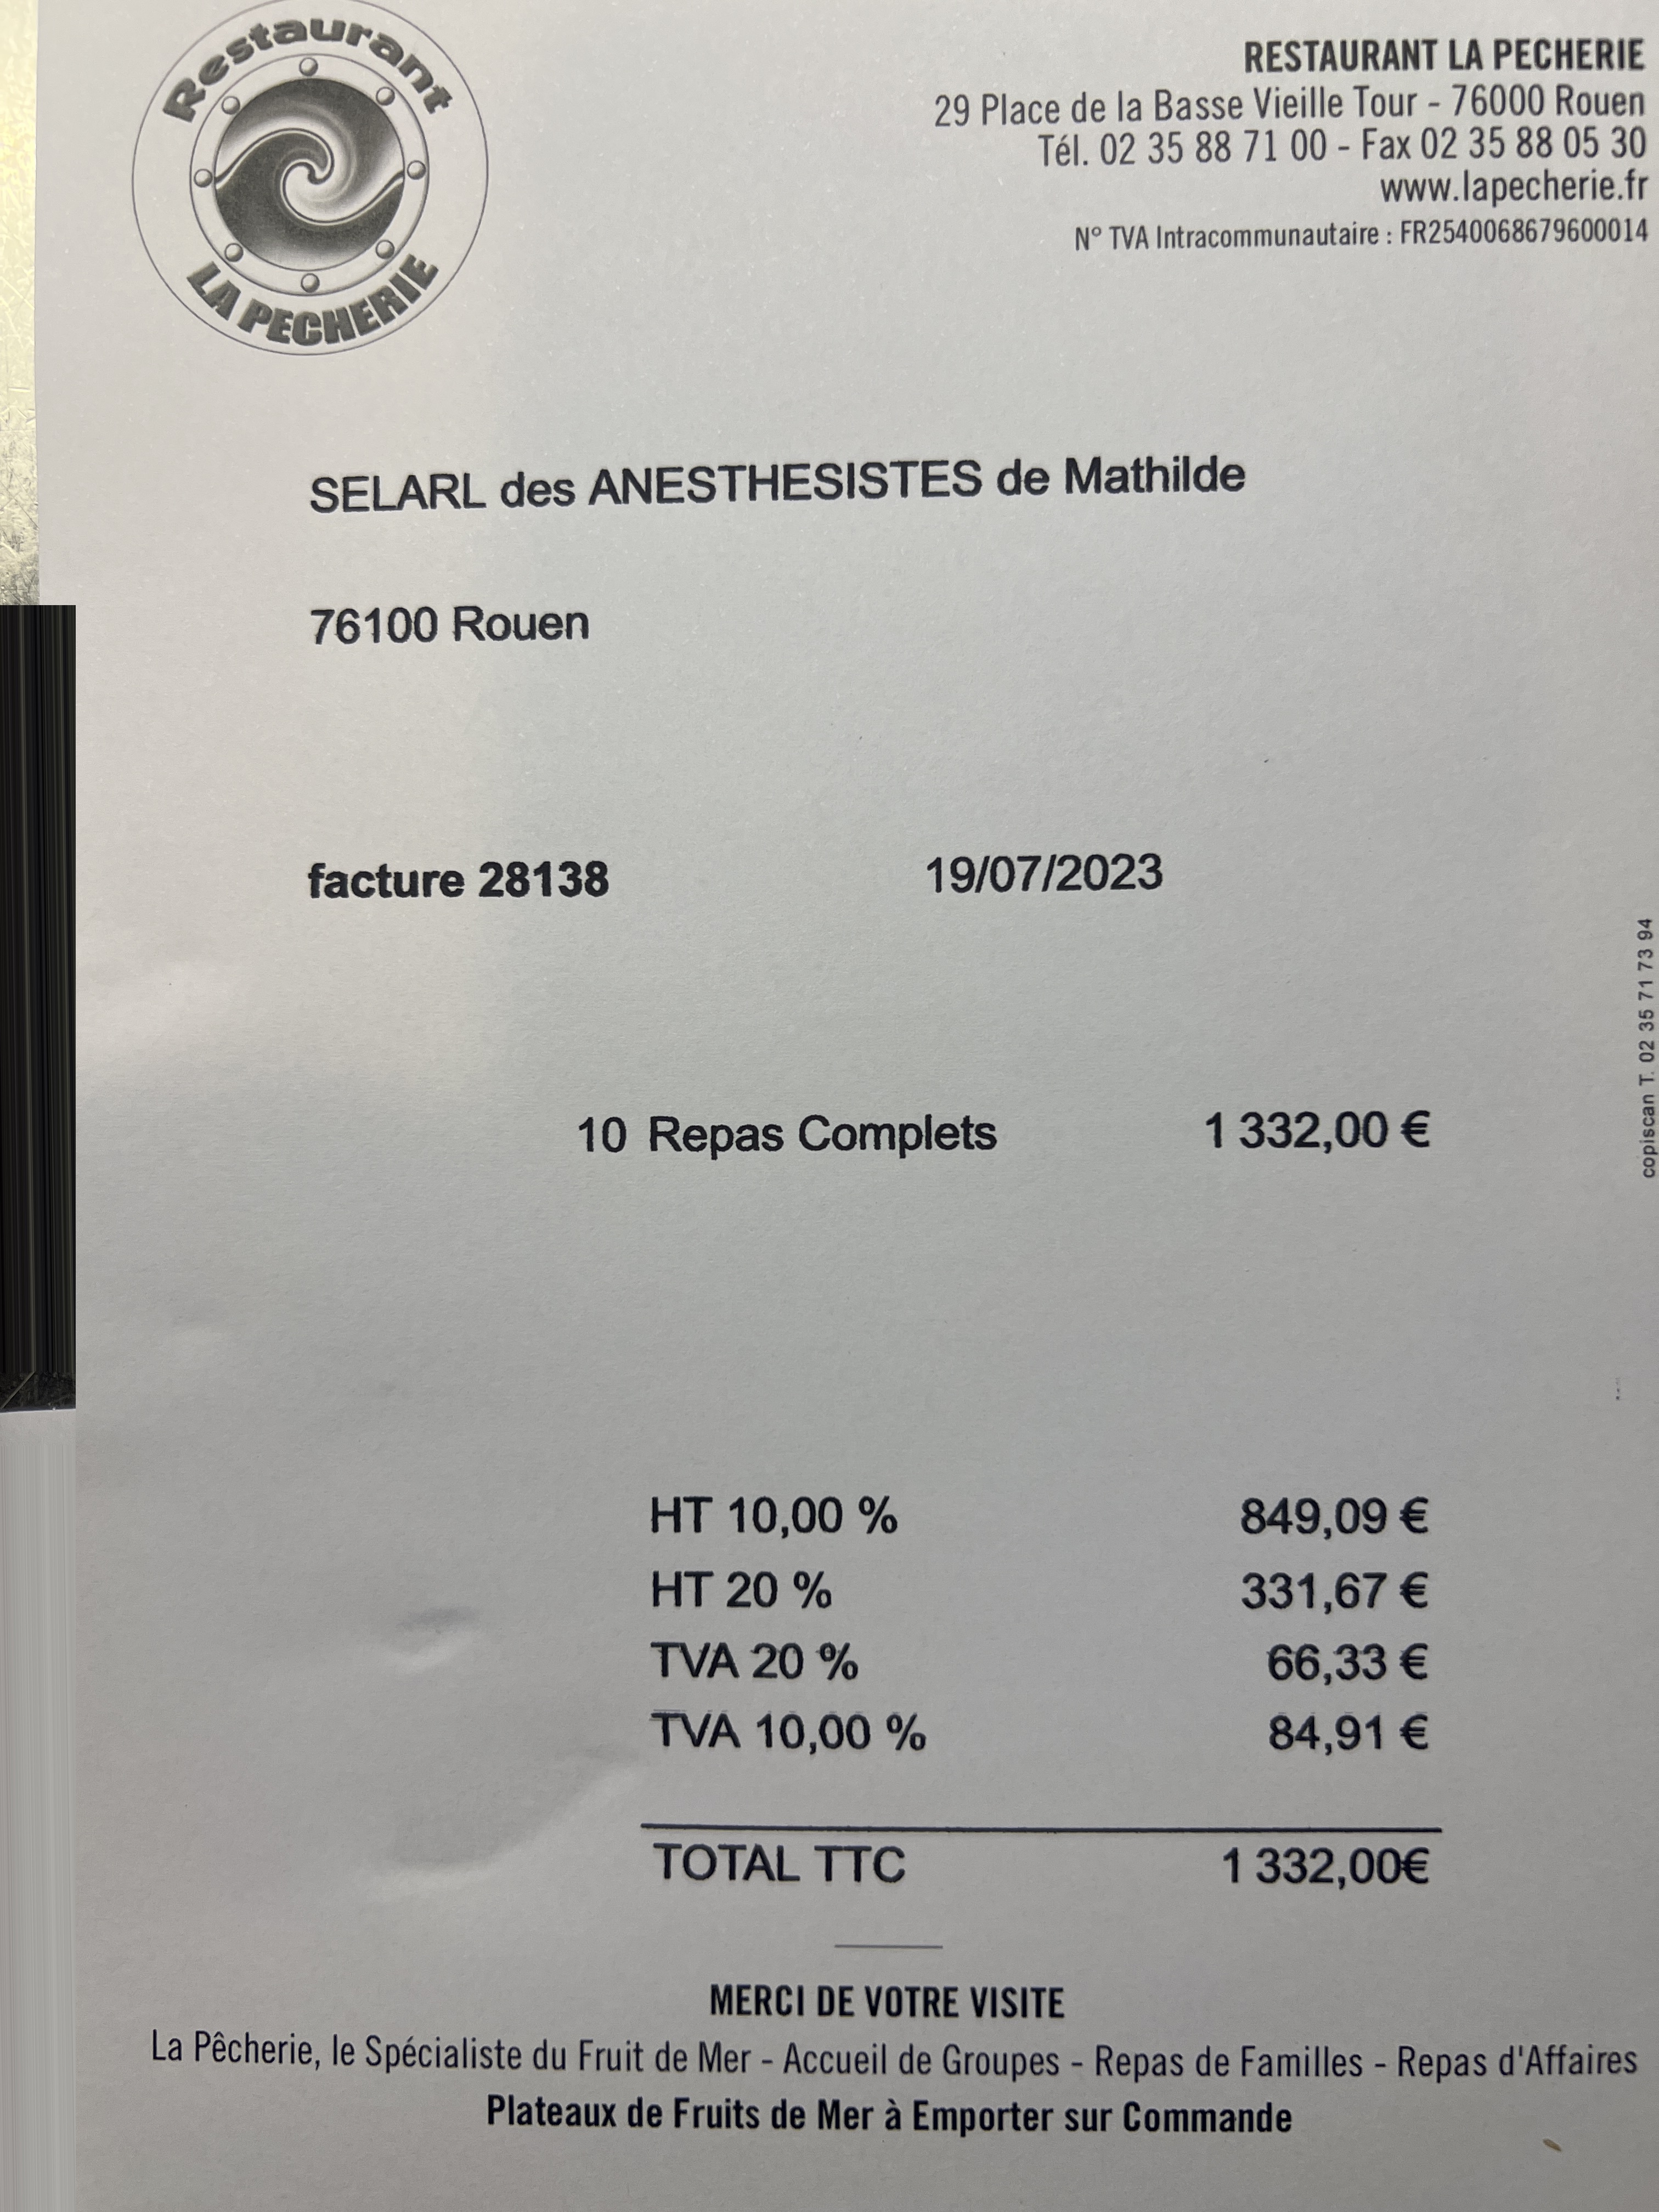 Restaurant
LA PECHERIE
RESTAURANT LA PECHERIE
29 Place de la Basse Vieille Tour - 76000 Rouen
Tél. 02 35 88 71 00 - Fax 02 35 88 05 30
www.lapecherie.fr
N° TVA Intracommunautaire : FR2540068679600014
SELARL des ANESTHESISTES de Mathilde
76100 Rouen
facture 28138 19/07/2023
copiscan T. 02 35 71 73 94
10 Repas Complets 1 332,00 €
HT 10,00 % 849,09 €
HT 20 % 331,67 €
TVA 20 % 66,33 €
TVA 10,00 % 84,91 €
TOTAL TTC 1 332,00€
MERCI DE VOTRE VISITE
La Pêcherie, le Spécialiste du Fruit de Mer - Accueil de Groupes - Repas de Familles - Repas d'Affaires
Plateaux de Fruits de Mer à Emporter sur Commande